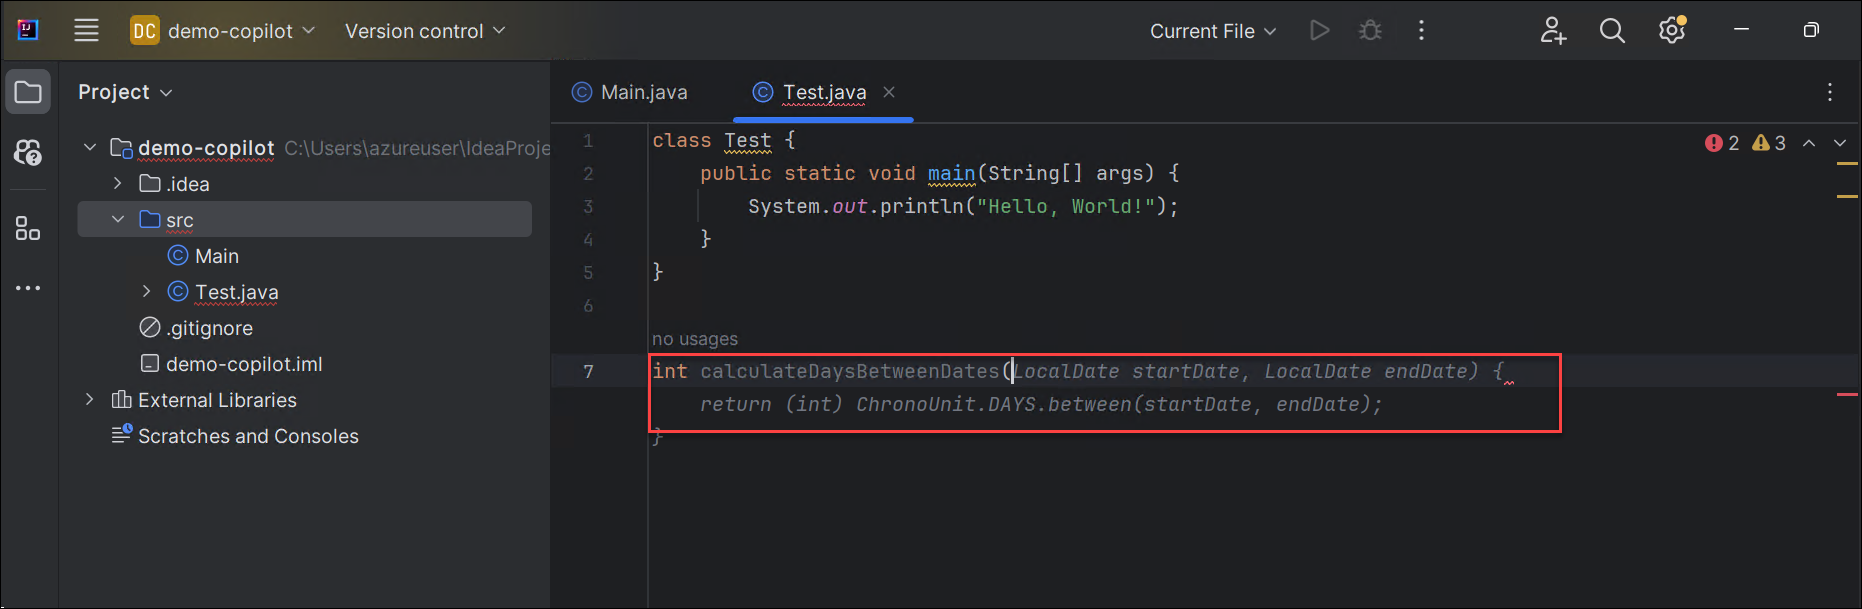 DC demo-copilot Version control Current File
Project
Main.java Test.java
demo-copilot C:\Users\azureuser\IdeaProje
.idea
src
Main
Test.java
.gitignore
demo-copilot.iml
External Libraries
Scratches and Consoles
1 class Test {
2 3
2 public static void main(String[] args) {
3 System.out.println("Hello, World!");
4 }
5 }
6
no usages
7 int calculateDaysBetweenDates(LocalDate startDate, LocalDate endDate) {
return (int) ChronoUnit.DAYS.between(startDate, endDate);
}